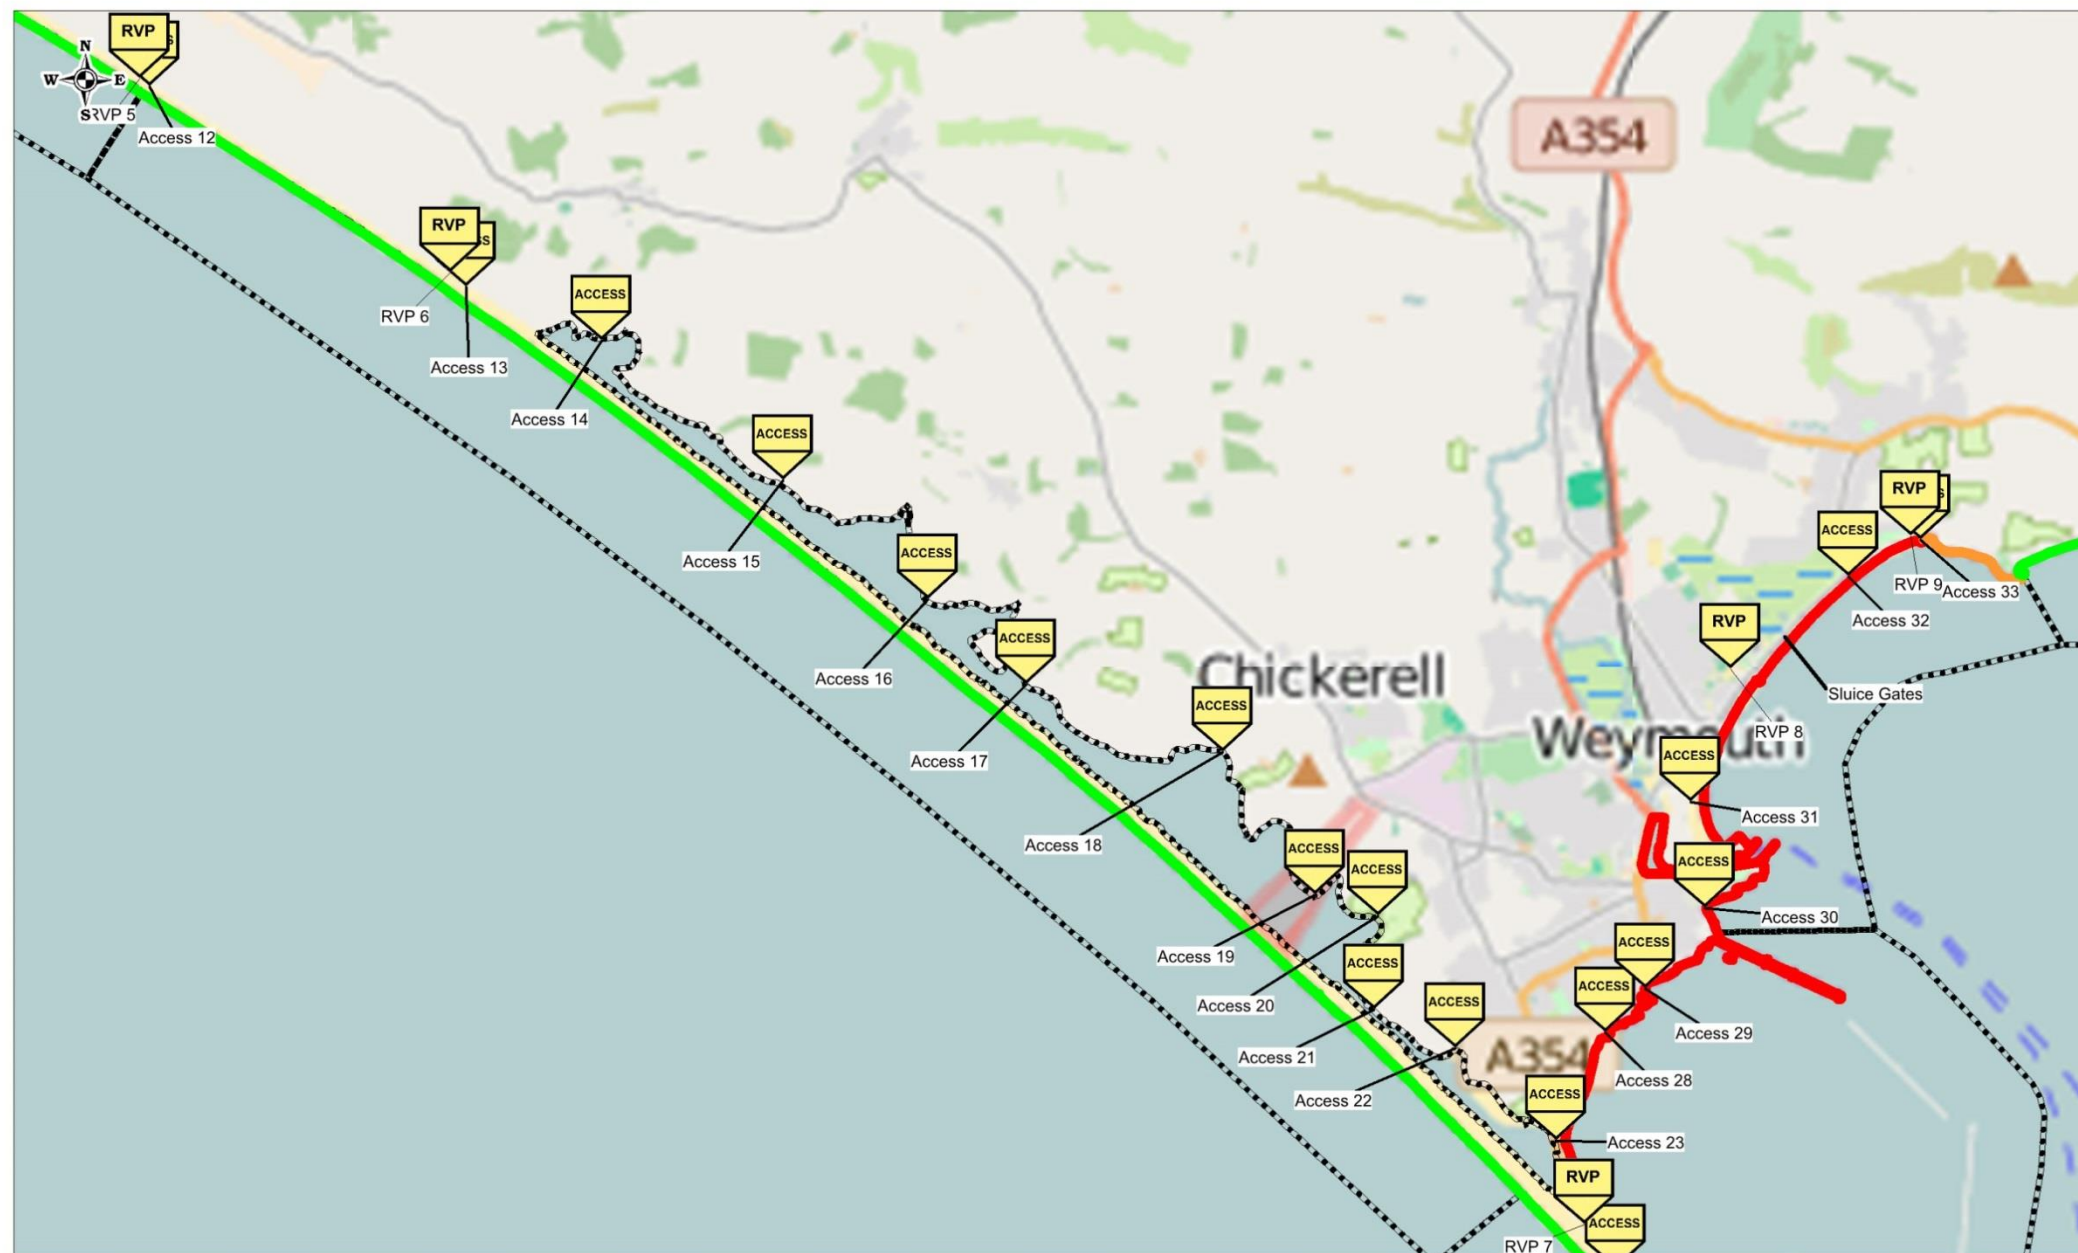 RVP
S
N
W
E
S
RVP 5
Access 12
A354
RVP
SS
RVP 6
Access 13
ACCESS
Access 14
ACCESS
Access 15
ACCESS
Access 16
ACCESS
Access 17
Chickerell
ACCESS
Access 18
Weymouth
RVP
S
ACCESS
RVP 9
Access 33
Access 32
RVP
Sluice Gates
RVP 8
ACCESS
Access 31
ACCESS
Access 19
ACCESS
Access 20
ACCESS
Access 30
ACCESS
Access 21
ACCESS
Access 29
ACCESS
Access 22
ACCESS
Access 28
A354
ACCESS
Access 23
RVP
ACCESS
RVP 7